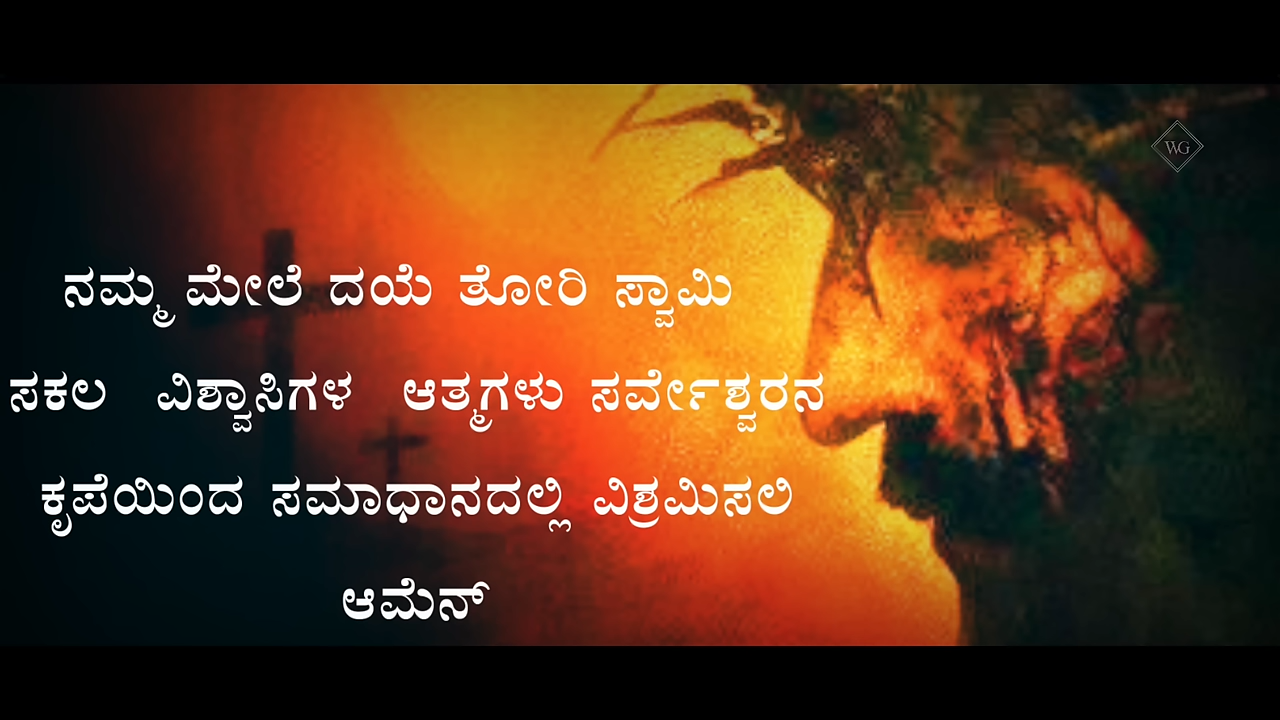 WG
ನಮ್ಮ ಮೇಲೆ ದಯೆ ತೋರಿ ಸ್ವಾಮಿ
ಸಕಲ ವಿಶ್ವಾಸಿಗಳ ಆತ್ಮಗಳು ಸರ್ವೇಶ್ವರನ
ಕೃಪೆಯಿಂದ ಸಮಾಧಾನದಲ್ಲಿ ವಿಶ್ರಮಿಸಲಿ
ಆಮೆನ್